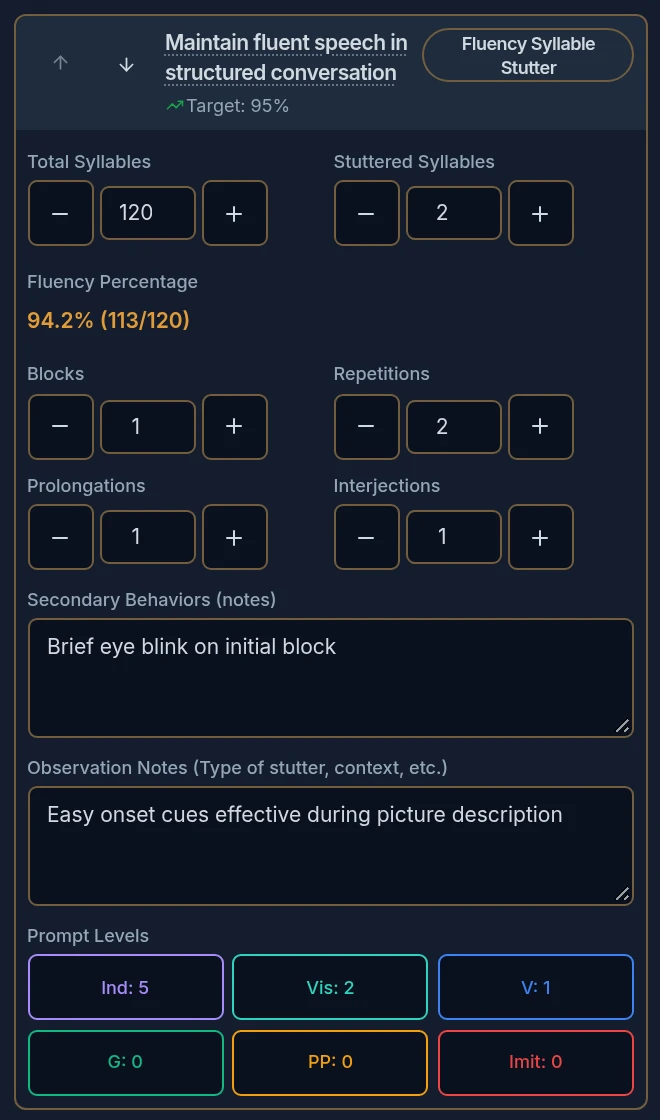 Maintain fluent speech in
structured conversation
Fluency Syllable
Stutter
Target: 95%
Total Syllables
Stuttered Syllables
120
2
Fluency Percentage
94.2% (113/120)
Blocks
Repetitions
1
2
Prolongations
Interjections
1
1
Secondary Behaviors (notes)
Brief eye blink on initial block
Observation Notes (Type of stutter, context, etc.)
Easy onset cues effective during picture description
Prompt Levels
Ind: 5
Vis: 2
V: 1
G: 0
PP: 0
Imit: 0